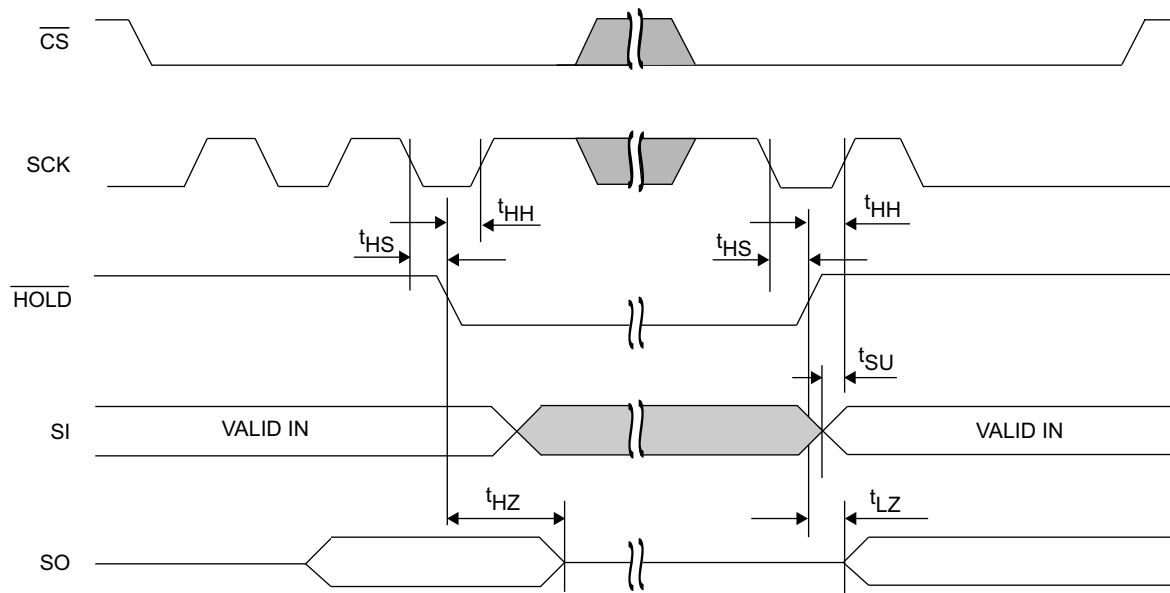 CS
SCK
tHH
tHH
tHS
tHS
HOLD
tSU
SI
VALID IN
VALID IN
tHZ
tLZ
SO